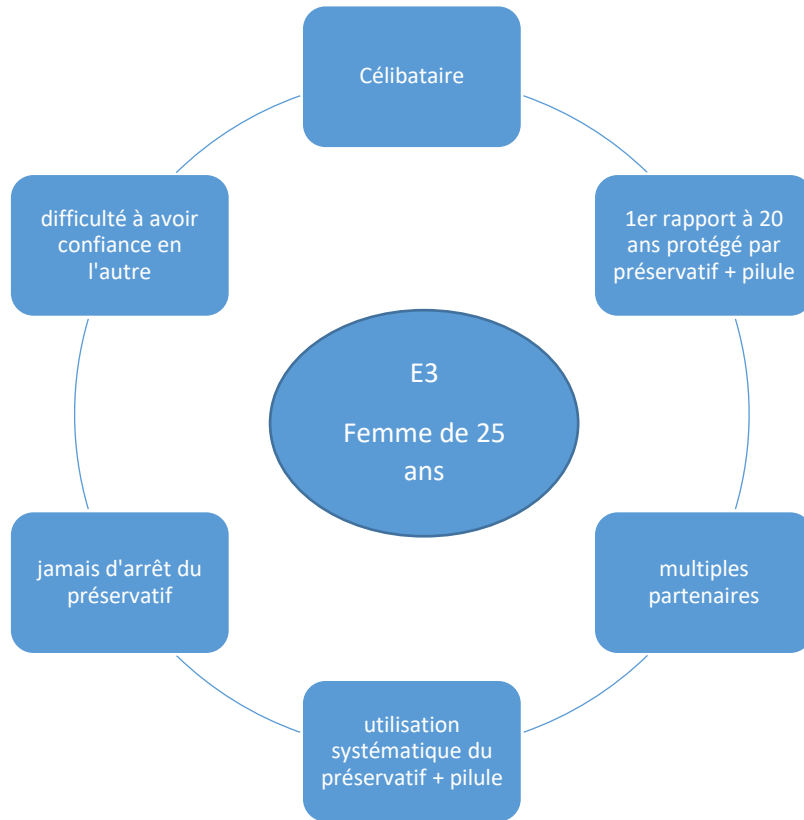 Célibataire
1er rapport à 20
ans protégé par
préservatif + pilule
multiples
partenaires
utilisation
systématique du
préservatif + pilule
jamais d'arrêt du
préservatif
difficulté à avoir
confiance en
l'autre
E3
Femme de 25
ans